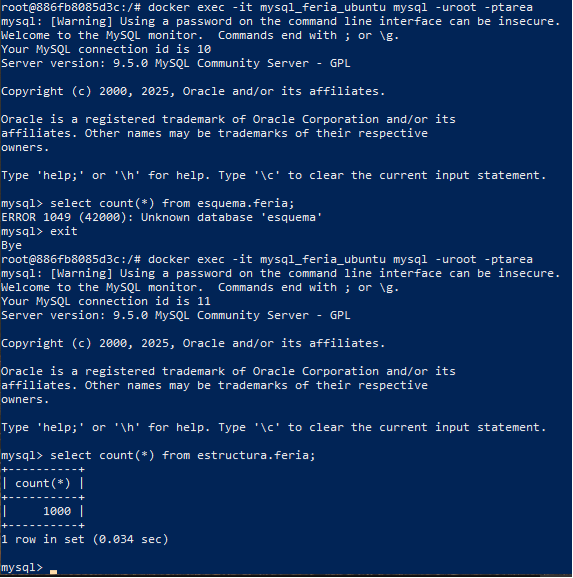 root@886fb8085d3c:/# docker exec -it mysql_feria_ubuntu mysql -uroot -ptarea
mysql: [Warning] Using a password on the command line interface can be insecure.
Welcome to the MySQL monitor.  Commands end with ; or \g.
Your MySQL connection id is 10
Server version: 9.5.0 MySQL Community Server - GPL

Copyright (c) 2000, 2025, Oracle and/or its affiliates.

Oracle is a registered trademark of Oracle Corporation and/or its
affiliates. Other names may be trademarks of their respective
owners.

Type 'help;' or '\h' for help. Type '\c' to clear the current input statement.

mysql> select count(*) from esquema.feria;
ERROR 1049 (42000): Unknown database 'esquema'
mysql> exit
Bye
root@886fb8085d3c:/# docker exec -it mysql_feria_ubuntu mysql -uroot -ptarea
mysql: [Warning] Using a password on the command line interface can be insecure.
Welcome to the MySQL monitor.  Commands end with ; or \g.
Your MySQL connection id is 11
Server version: 9.5.0 MySQL Community Server - GPL

Copyright (c) 2000, 2025, Oracle and/or its affiliates.

Oracle is a registered trademark of Oracle Corporation and/or its
affiliates. Other names may be trademarks of their respective
owners.

Type 'help;' or '\h' for help. Type '\c' to clear the current input statement.

mysql> select count(*) from estructura.feria;
+----------+
| count(*) |
+----------+
|     1000 |
+----------+
1 row in set (0.034 sec)

mysql>